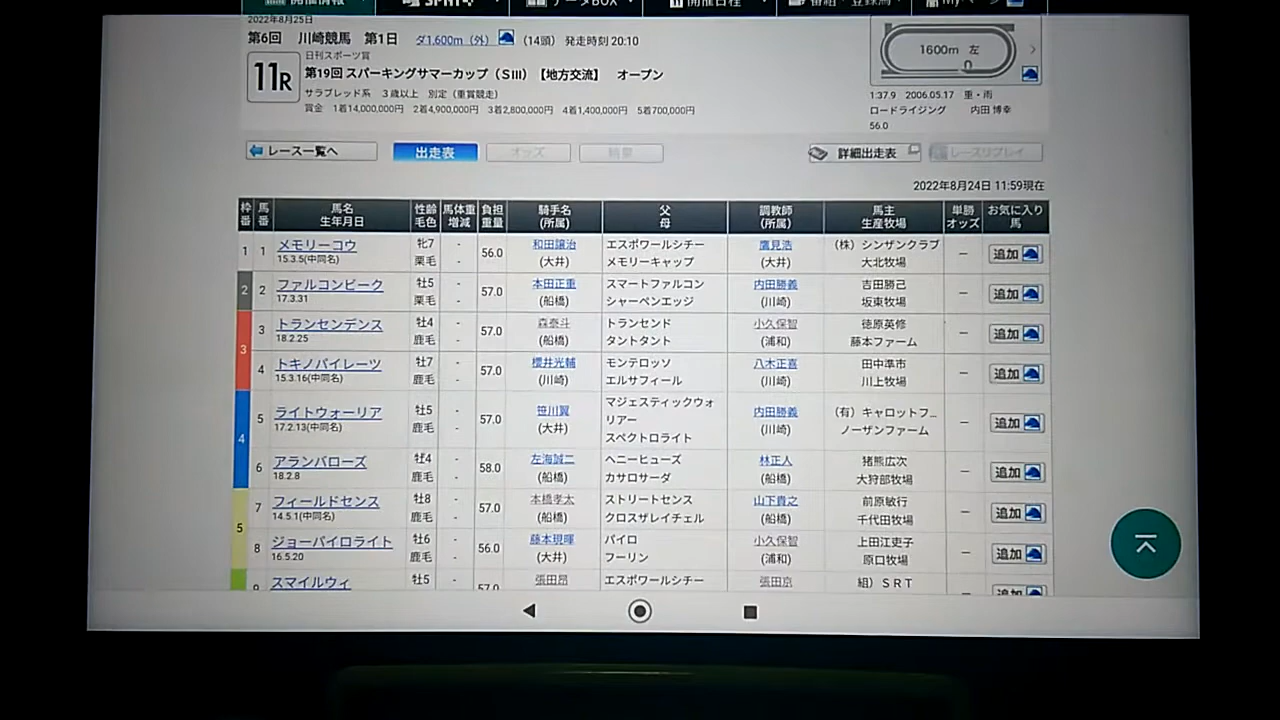 開催情報 SPAT4 データBOX 開催日程
2022年8月25日
第6回 川崎競馬 第1日 ダ1,600m（外） （14頭） 発走時刻 20:10
日刊スポーツ賞
11R 第19回 スパーキングサマーカップ（SⅢ）【地方交流】 オープン
サラブレッド系 3歳以上 別定（重賞競走）
賞金 1着14,000,000円 2着4,900,000円 3着2,800,000円 4着1,400,000円 5着700,000円
1600m 左
1:37.9 2006.05.17 重・雨
ロードライジング 内田 博幸
56.0
レース一覧へ 出走表 オッズ 詳細出走表 レースリプレイ
2022年8月24日 11:59現在
枠番 馬番 馬名 生年月日 性齢 毛色 馬体重 増減 負担重量 騎手名 (所属) 父 母 調教師 (所属) 馬主 生産牧場 単勝オッズ お気に入り馬
1 1 メモリーコウ 牝7 - 56.0 和田譲治 エスポワールシチー 鷹見浩 （株）シンザンクラブ － 追加
15.3.5(中同名) 栗毛 - (大井) メモリーキャップ (大井) 大北牧場
2 2 ファルコンビーク 牡5 - 57.0 本田正重 スマートファルコン 内田勝義 吉田勝己 － 追加
17.3.31 栗毛 - (船橋) シャーペンエッジ (川崎) 坂東牧場
3 3 トランセンデンス 牡4 - 57.0 森泰斗 トランセンド 小久保智 徳原英修 － 追加
18.2.25 鹿毛 - (船橋) タントタント (浦和) 藤本ファーム
4 トキノパイレーツ 牡7 - 57.0 櫻井光輔 モンテロッソ 八木正喜 田中準市 － 追加
15.3.16(中同名) 鹿毛 - (川崎) エルサフィール (川崎) 川上牧場
4 5 ライトウォーリア 牡5 - 57.0 笹川翼 マジェスティックウォリアー 内田勝義 （有）キャロットフ… － 追加
17.2.13(中同名) 鹿毛 - (大井) スペクトロライト (川崎) ノーザンファーム
6 アランバローズ 牡4 - 58.0 左海誠二 ヘニーヒューズ 林正人 猪熊広次 － 追加
18.2.8 鹿毛 - (船橋) カサロサーダ (船橋) 大狩部牧場
5 7 フィールドセンス 牡8 - 57.0 本橋孝太 ストリートセンス 山下貴之 前原敏行 － 追加
14.5.1(中同名) 鹿毛 - (船橋) クロスザレイチェル (船橋) 千代田牧場
8 ジョーパイロライト 牡6 - 56.0 藤本現暉 パイロ 小久保智 上田江吏子 － 追加
16.5.20 鹿毛 - (大井) フーリン (浦和) 原口牧場
9 スマイルウィ 牡5 - 57.0 張田昂 エスポワールシチー 張田京 組）ＳＲＴ － 追加